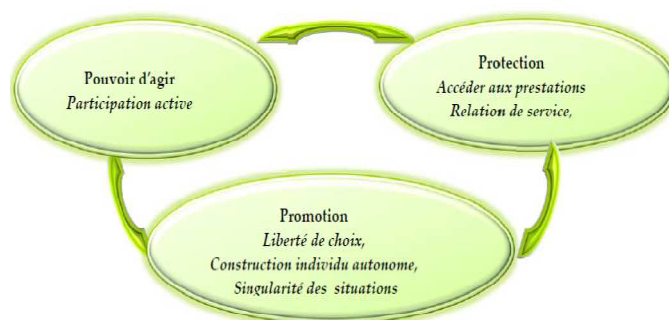 Pouvoir d'agir
Participation active
Protection
Accéder aux prestations
Relation de service,
Promotion
Liberté de choix,
Construction individu autonome,
Singularité des situations